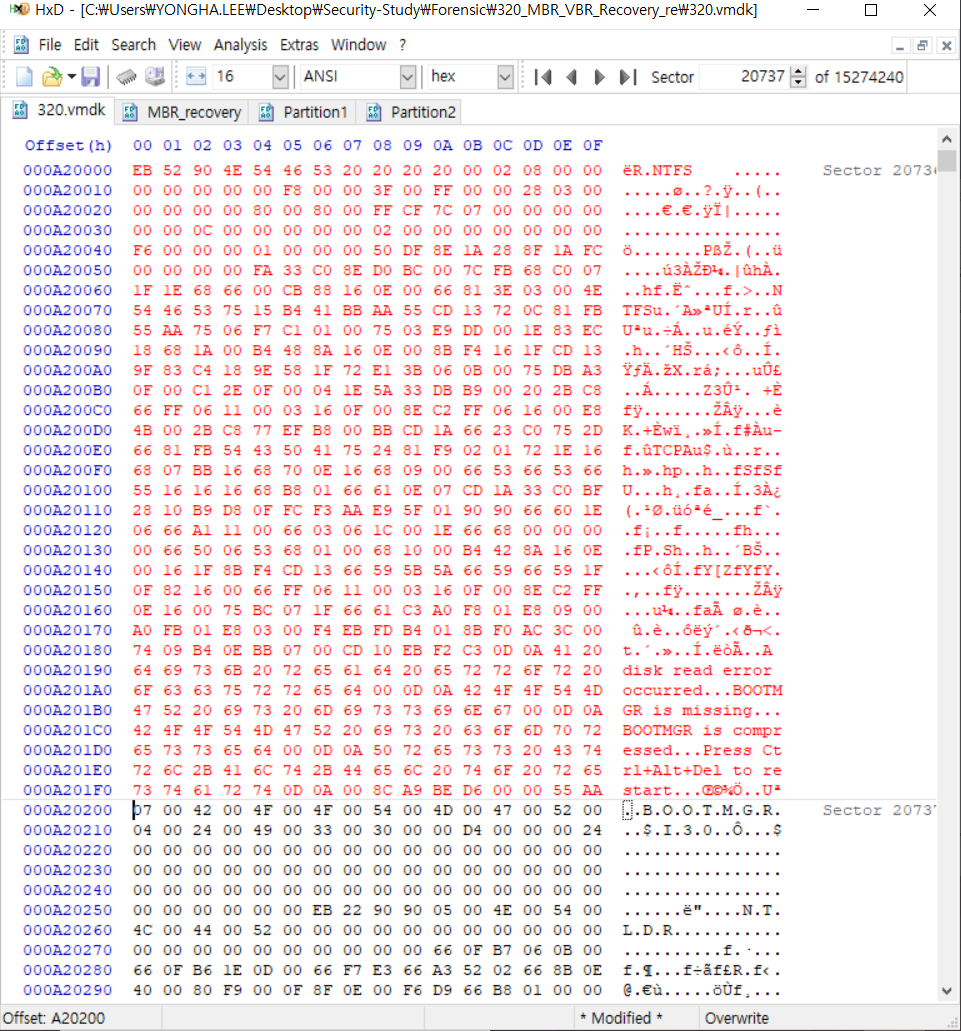 HxD - [C:₩Users₩YONGHA.LEE₩Desktop₩Security-Study₩Forensic₩320_MBR_VBR_Recovery_re₩320.vmdk]
File Edit Search View Analysis Extras Window ?
16 ANSI hex Sector 20737 of 15274240
320.vmdk MBR_recovery Partition1 Partition2
Offset(h) 00 01 02 03 04 05 06 07 08 09 0A 0B 0C 0D 0E 0F
000A20000 EB 52 90 4E 54 46 53 20 20 20 20 00 02 08 00 00 ëR.NTFS    ..... Sector 20736
000A20010 00 00 00 00 00 F8 00 00 3F 00 FF 00 00 28 03 00 .....ø..?.ÿ..(..
000A20020 00 00 00 00 80 00 80 00 FF CF 7C 07 00 00 00 00 ....€.€.ÿÏ|.....
000A20030 00 00 0C 00 00 00 00 00 02 00 00 00 00 00 00 00 ................
000A20040 F6 00 00 00 01 00 00 00 50 DF 8E 1A 28 8F 1A FC ö.......PßŽ.(..ü
000A20050 00 00 00 00 FA 33 C0 8E D0 BC 00 7C FB 68 C0 07 ....ú3ÀŽÐ¼.|ûhÀ.
000A20060 1F 1E 68 66 00 CB 88 16 0E 00 66 81 3E 03 00 4E ..hf.Ëˆ...f.>..N
000A20070 54 46 53 75 15 B4 41 BB AA 55 CD 13 72 0C 81 FB TFSu.´A»ªUÍ.r..û
000A20080 55 AA 75 06 F7 C1 01 00 75 03 E9 DD 00 1E 83 EC Uªu.÷Á..u.éÝ..ƒì
000A20090 18 68 1A 00 B4 48 8A 16 0E 00 8B F4 16 1F CD 13 .h..´HŠ...‹ô..Í.
000A200A0 9F 83 C4 18 9E 58 1F 72 E1 3B 06 0B 00 75 DB A3 ŸƒÄ.žX.rá;...uÛ£
000A200B0 0F 00 C1 2E 0F 00 04 1E 5A 33 DB B9 00 20 2B C8 ..Á.....Z3Û¹. +È
000A200C0 66 FF 06 11 00 03 16 0F 00 8E C2 FF 06 16 00 E8 fÿ.......ŽÂÿ...è
000A200D0 4B 00 2B C8 77 EF B8 00 BB CD 1A 66 23 C0 75 2D K.+Èwï¸.»Í.f#Àu-
000A200E0 66 81 FB 54 43 50 41 75 24 81 F9 02 01 72 1E 16 f.ûTCPAu$.ù..r..
000A200F0 68 07 BB 16 68 70 0E 16 68 09 00 66 53 66 53 66 h.».hp..h..fSfSf
000A20100 55 16 16 16 68 B8 01 66 61 0E 07 CD 1A 33 C0 BF U...h¸.fa..Í.3À¿
000A20110 28 10 B9 D8 0F FC F3 AA E9 5F 01 90 90 66 60 1E (.¹Ø.üóªé_...f`.
000A20120 06 66 A1 11 00 66 03 06 1C 00 1E 66 68 00 00 00 .f¡..f.....fh...
000A20130 00 66 50 06 53 68 01 00 68 10 00 B4 42 8A 16 0E .fP.Sh..h..´BŠ..
000A20140 00 16 1F 8B F4 CD 13 66 59 5B 5A 66 59 66 59 1F ...‹ôÍ.fY[ZfYfY.
000A20150 0F 82 16 00 66 FF 06 11 00 03 16 0F 00 8E C2 FF .‚..fÿ.......ŽÂÿ
000A20160 0E 16 00 75 BC 07 1F 66 61 C3 A0 F8 01 E8 09 00 ...u¼..faÃ ø.è..
000A20170 A0 FB 01 E8 03 00 F4 EB FD B4 01 8B F0 AC 3C 00  û.è..ôëý´.‹ð¬<.
000A20180 74 09 B4 0E BB 07 00 CD 10 EB F2 C3 0D 0A 41 20 t.´.»..Í.ëòÃ..A
000A20190 64 69 73 6B 20 72 65 61 64 20 65 72 72 6F 72 20 disk read error
000A201A0 6F 63 63 75 72 72 65 64 00 0D 0A 42 4F 4F 54 4D occurred...BOOTM
000A201B0 47 52 20 69 73 20 6D 69 73 73 69 6E 67 00 0D 0A GR is missing...
000A201C0 42 4F 4F 54 4D 47 52 20 69 73 20 63 6F 6D 70 72 BOOTMGR is compr
000A201D0 65 73 73 65 64 00 0D 0A 50 72 65 73 73 20 43 74 essed...Press Ct
000A201E0 72 6C 2B 41 6C 74 2B 44 65 6C 20 74 6F 20 72 65 rl+Alt+Del to re
000A201F0 73 74 61 72 74 0D 0A 00 8C A9 BE D6 00 00 55 AA start...Œ©¾Ö..Uª
000A20200 07 00 42 00 4F 00 4F 00 54 00 4D 00 47 00 52 00 ..B.O.O.T.M.G.R. Sector 20737
000A20210 04 00 24 00 49 00 33 00 30 00 00 D4 00 00 00 24 ..$.I.3.0..Ô...$
000A20220 00 00 00 00 00 00 00 00 00 00 00 00 00 00 00 00 ................
000A20230 00 00 00 00 00 00 00 00 00 00 00 00 00 00 00 00 ................
000A20240 00 00 00 00 00 00 00 00 00 00 00 00 00 00 00 00 ................
000A20250 00 00 00 00 00 00 EB 22 90 90 05 00 4E 00 54 00 ......ë"....N.T.
000A20260 4C 00 44 00 52 00 00 00 00 00 00 00 00 00 00 00 L.D.R...........
000A20270 00 00 00 00 00 00 00 00 00 00 66 0F B7 06 0B 00 ..........f.·...
000A20280 66 0F B6 1E 0D 00 66 F7 E3 66 A3 52 02 66 8B 0E f.¶...f÷ãf£R.f‹.
000A20290 40 00 80 F9 00 0F 8F 0E 00 F6 D9 66 B8 01 00 00 @.€ù.....öÙf¸...
Offset: A20200 * Modified * Overwrite